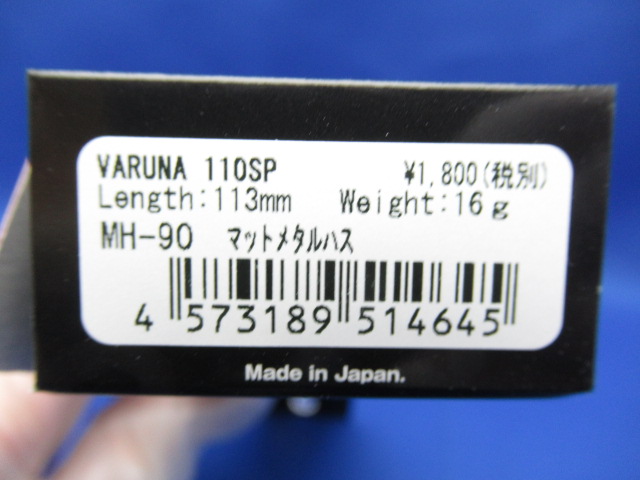 VARUNA 110SP ¥1,800(税別)
Length:113mm Weight:16g
MH-90 マットメタルハス
4 573189 514645
Made in Japan.